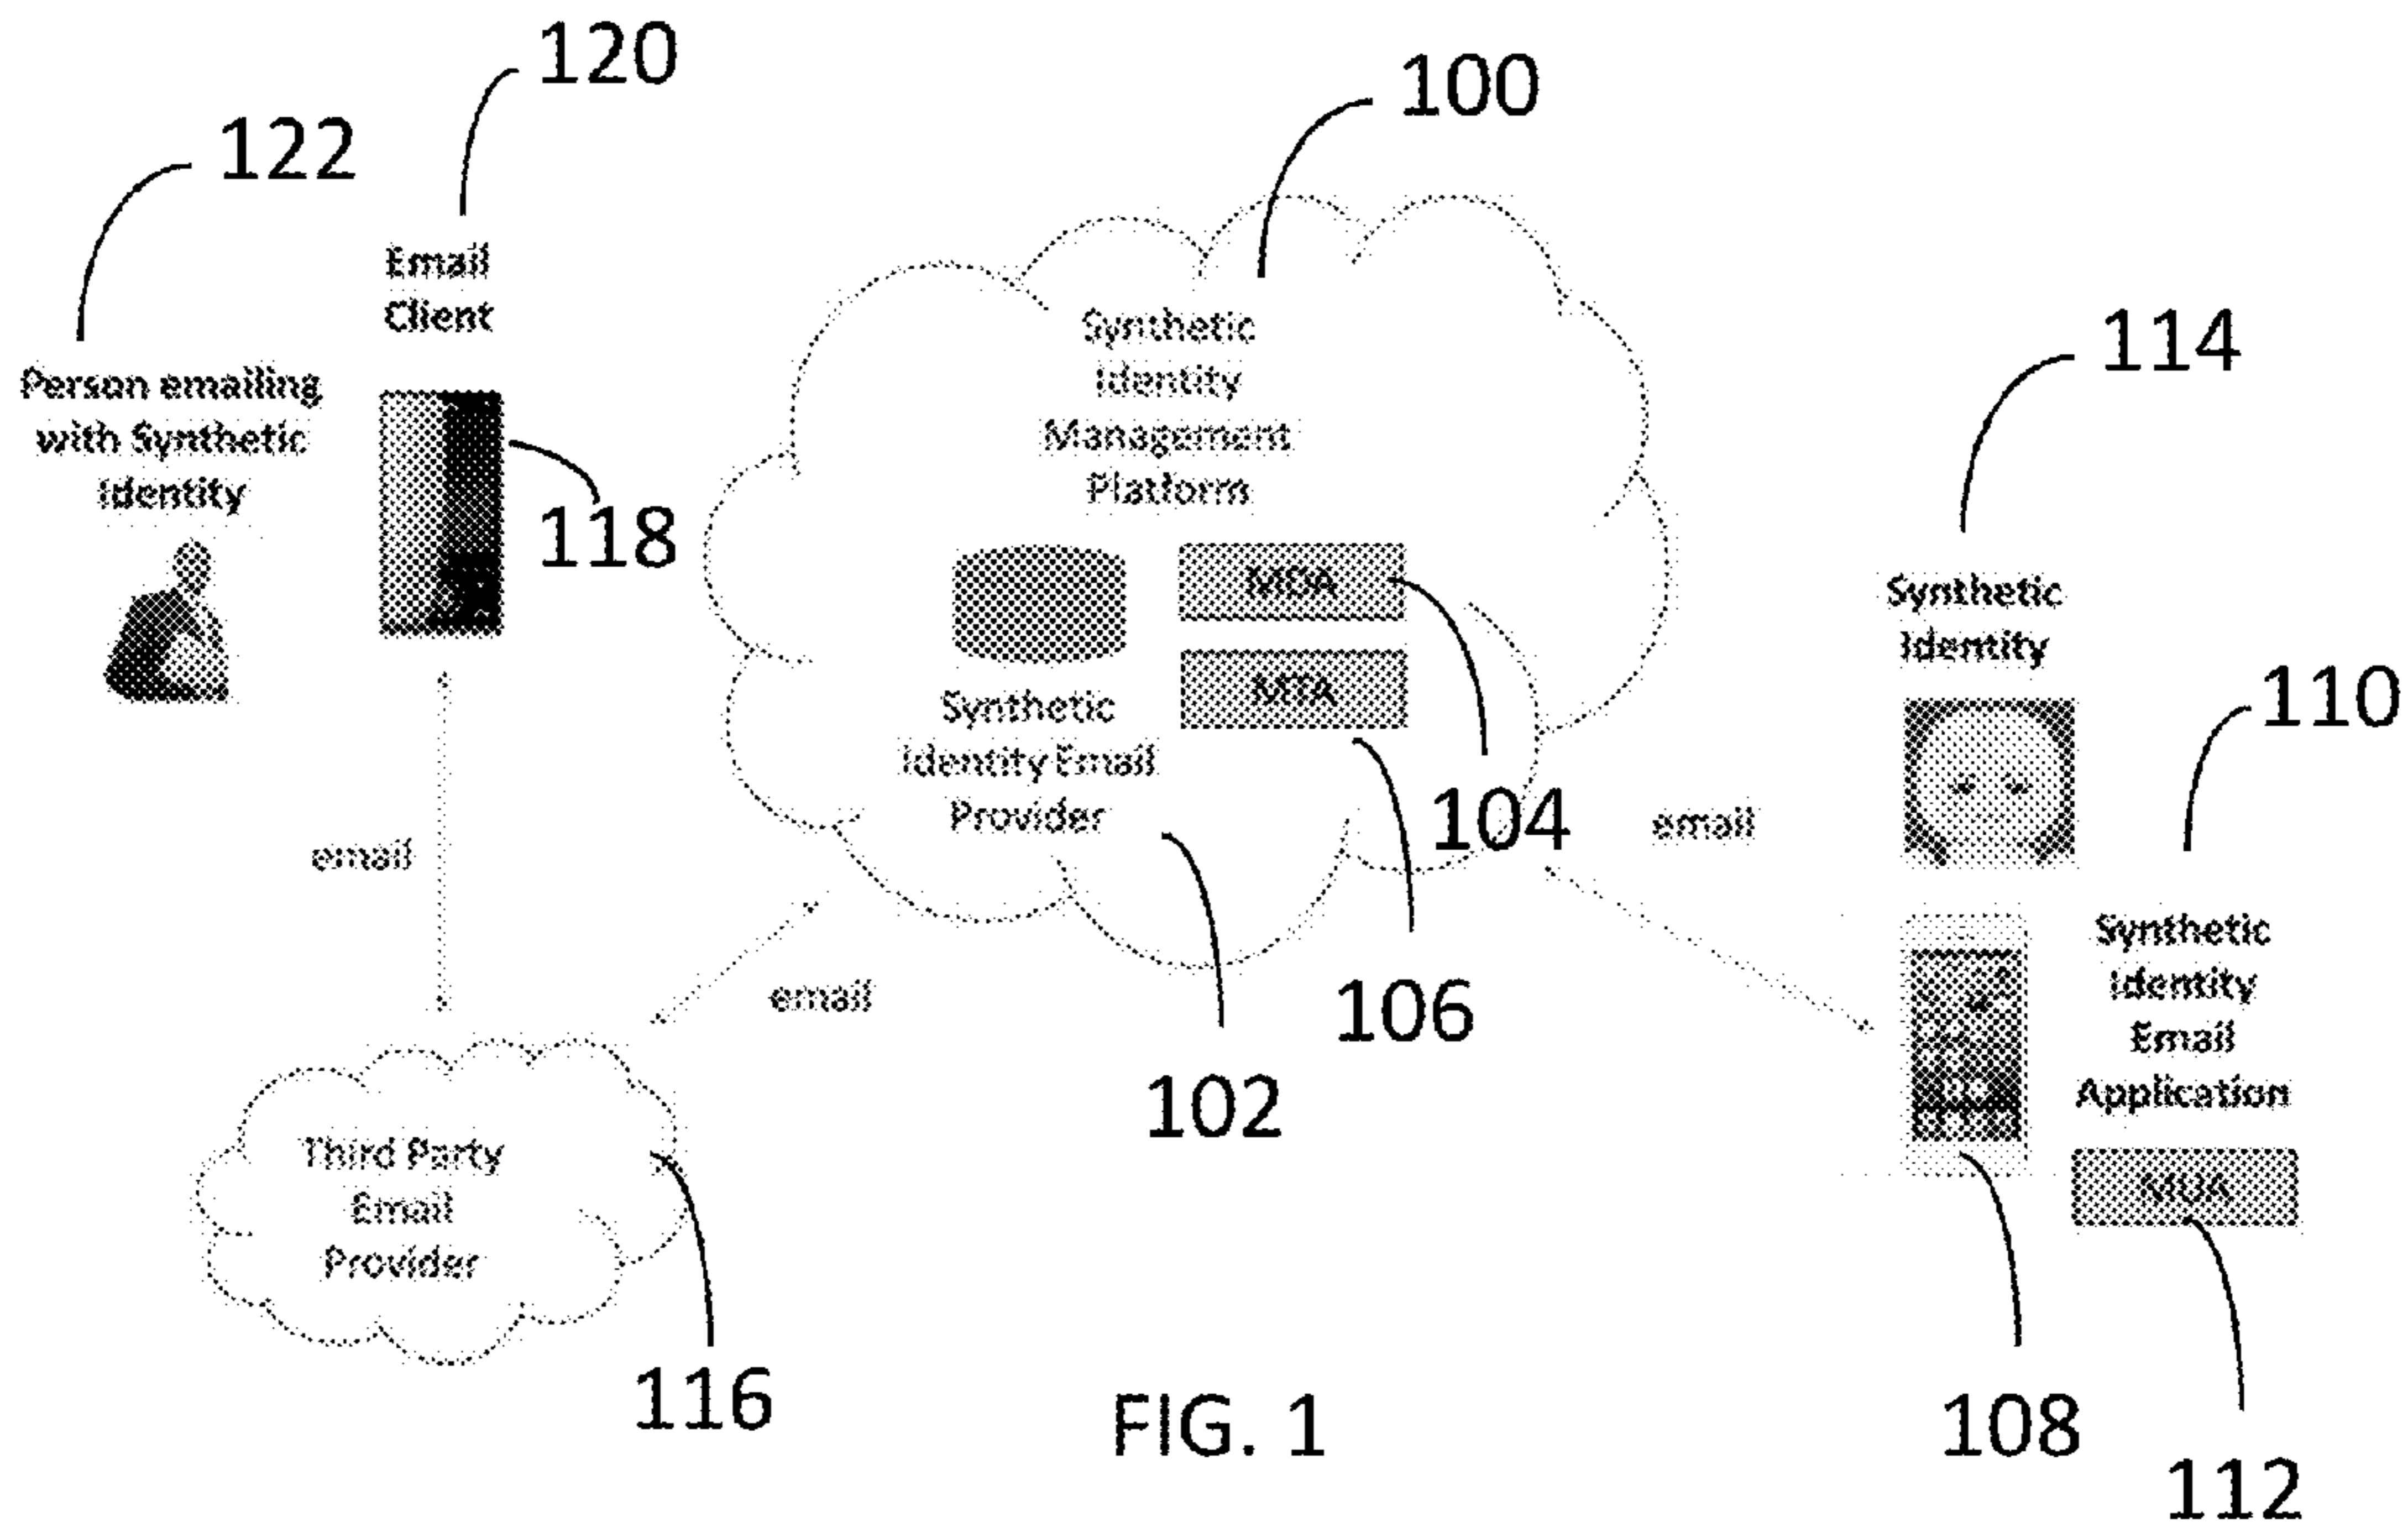 120
100
122
Email
Client
Person emailing
with Synthetic
Identity
118
Synthetic
Identity
Management
Platform
114
MDA
MTA
Synthetic
Identity Email
Provider
104
106
102
Synthetic
Identity
110
email
email
email
Synthetic
Identity
Email
Application
MUA
Third Party
Email
Provider
116
FIG. 1
108
112